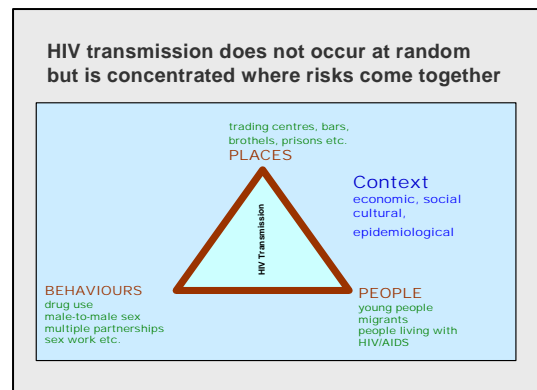 HIV transmission does not occur at random
but is concentrated where risks come together
trading centres, bars,
brothels, prisons etc.
PLACES
Context
economic, social
cultural,
epidemiological
HIV Transmission
BEHAVIOURS
drug use
male-to-male sex
multiple partnerships
sex work etc.
PEOPLE
young people
migrants
people living with
HIV/AIDS